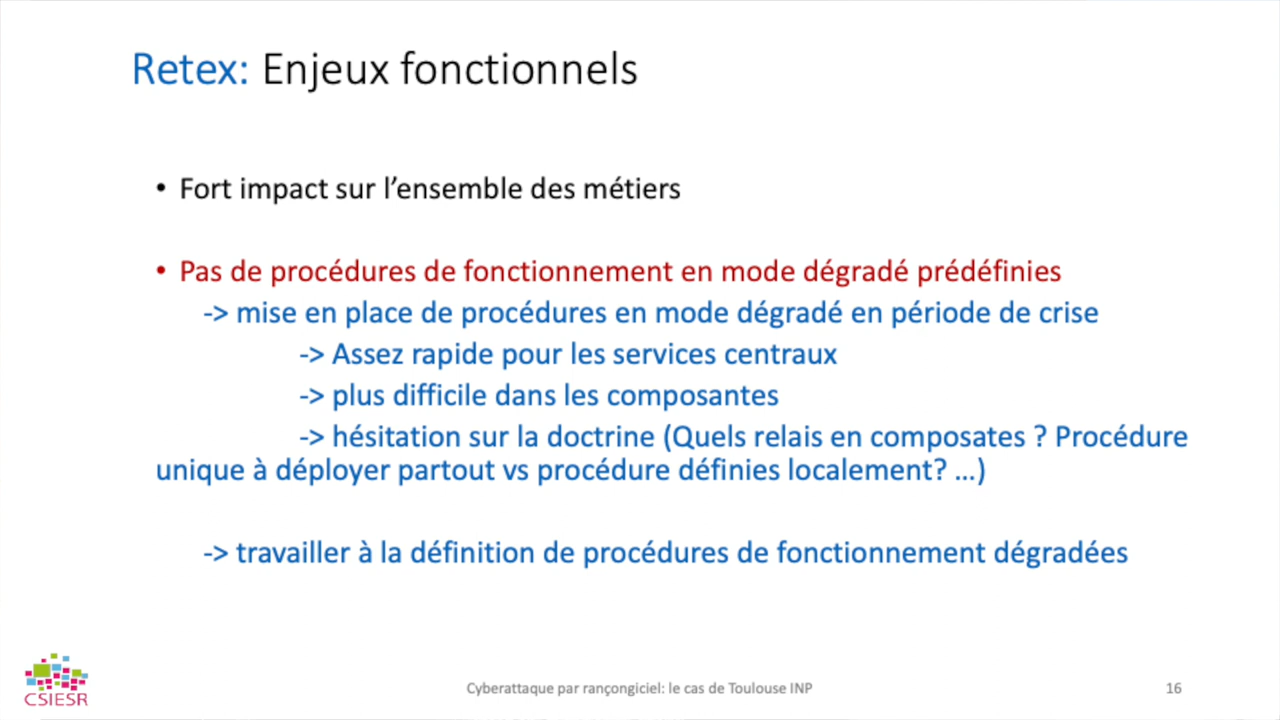 Retex: Enjeux fonctionnels
• Fort impact sur l’ensemble des métiers
• Pas de procédures de fonctionnement en mode dégradé prédéfinies
-> mise en place de procédures en mode dégradé en période de crise
-> Assez rapide pour les services centraux
-> plus difficile dans les composantes
-> hésitation sur la doctrine (Quels relais en composates ? Procédure
unique à déployer partout vs procédure définies localement? ...)
-> travailler à la définition de procédures de fonctionnement dégradées
CSIESR
Cyberattaque par rançongiciel: le cas de Toulouse INP
16